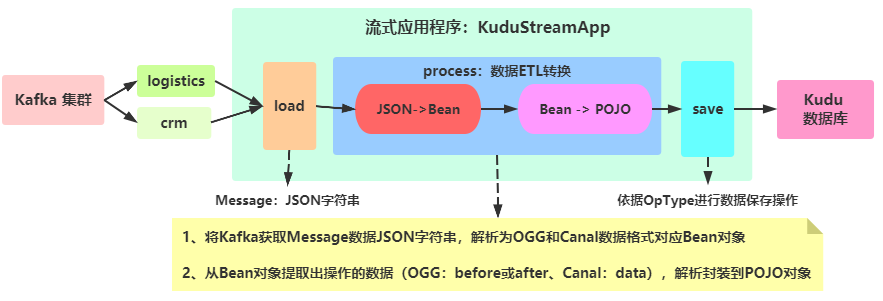 流式应用程序：KuduStreamApp
process：数据ETL转换
Kafka 集群
logistics
crm
load
JSON->Bean
Bean -> POJO
save
Kudu
数据库
Message：JSON字符串
依据OpType进行数据保存操作
1、将Kafka获取Message数据JSON字符串，解析为OGG和Canal数据格式对应Bean对象
2、从Bean对象提取出操作的数据（OGG：before或after、Canal：data），解析封装到POJO对象